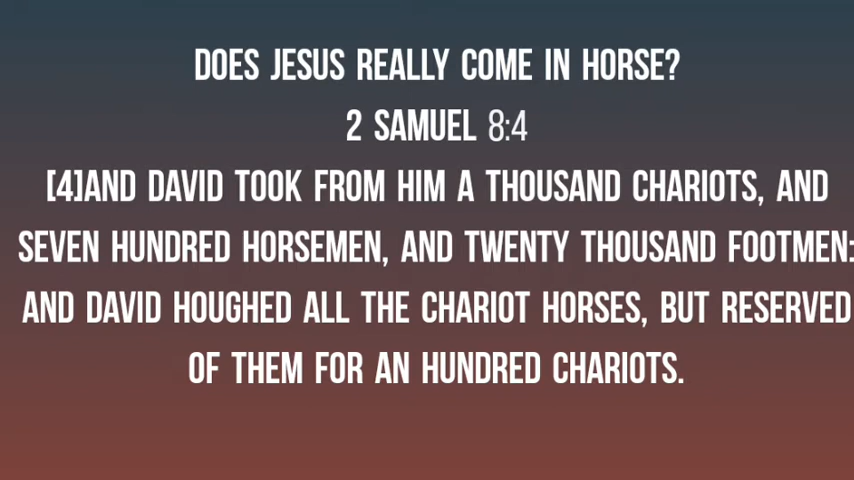 DOES JESUS REALLY COME IN HORSE?
2 SAMUEL 8:4
[4]AND DAVID TOOK FROM HIM A THOUSAND CHARIOTS, AND
SEVEN HUNDRED HORSEMEN, AND TWENTY THOUSAND FOOTMEN:
AND DAVID HOUGHED ALL THE CHARIOT HORSES, BUT RESERVED
OF THEM FOR AN HUNDRED CHARIOTS.